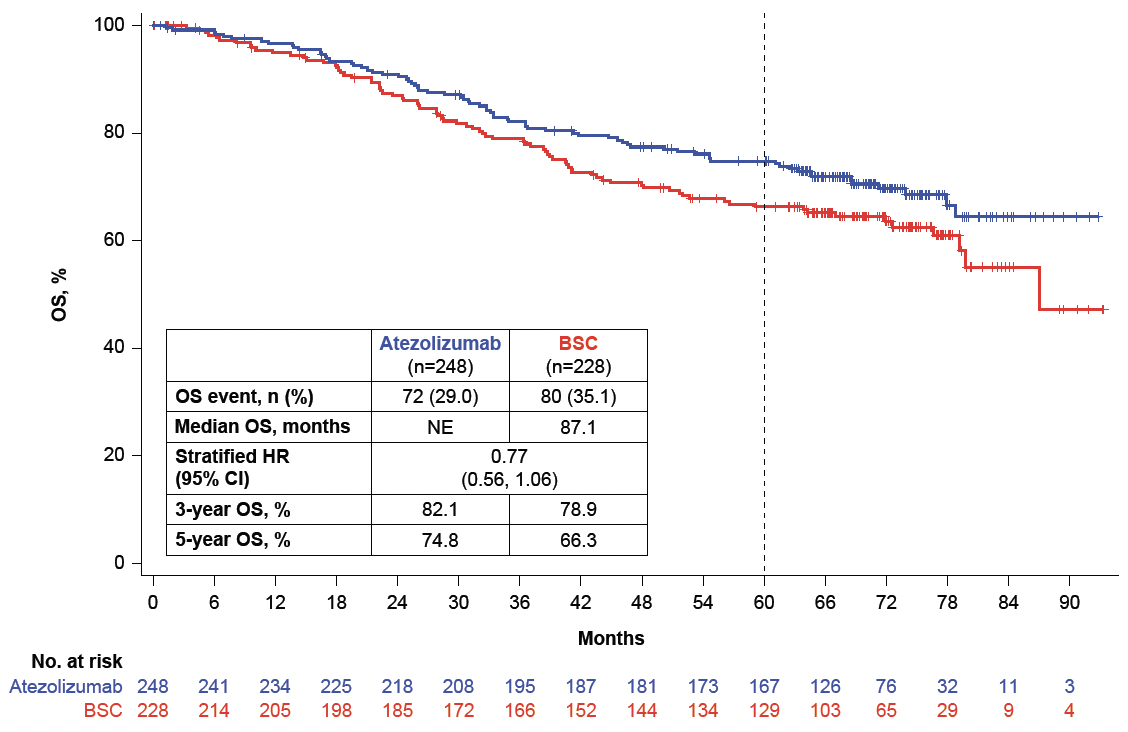 100
80
60
40
20
0
OS, %
Atezolizumab BSC
(n=248) (n=228)
OS event, n (%) 72 (29.0) 80 (35.1)
Median OS, months NE 87.1
Stratified HR 0.77
(95% CI) (0.56, 1.06)
3-year OS, % 82.1 78.9
5-year OS, % 74.8 66.3
0 6 12 18 24 30 36 42 48 54 60 66 72 78 84 90
Months
No. at risk
Atezolizumab 248 241 234 225 218 208 195 187 181 173 167 126 76 32 11 3
BSC 228 214 205 198 185 172 166 152 144 134 129 103 65 29 9 4